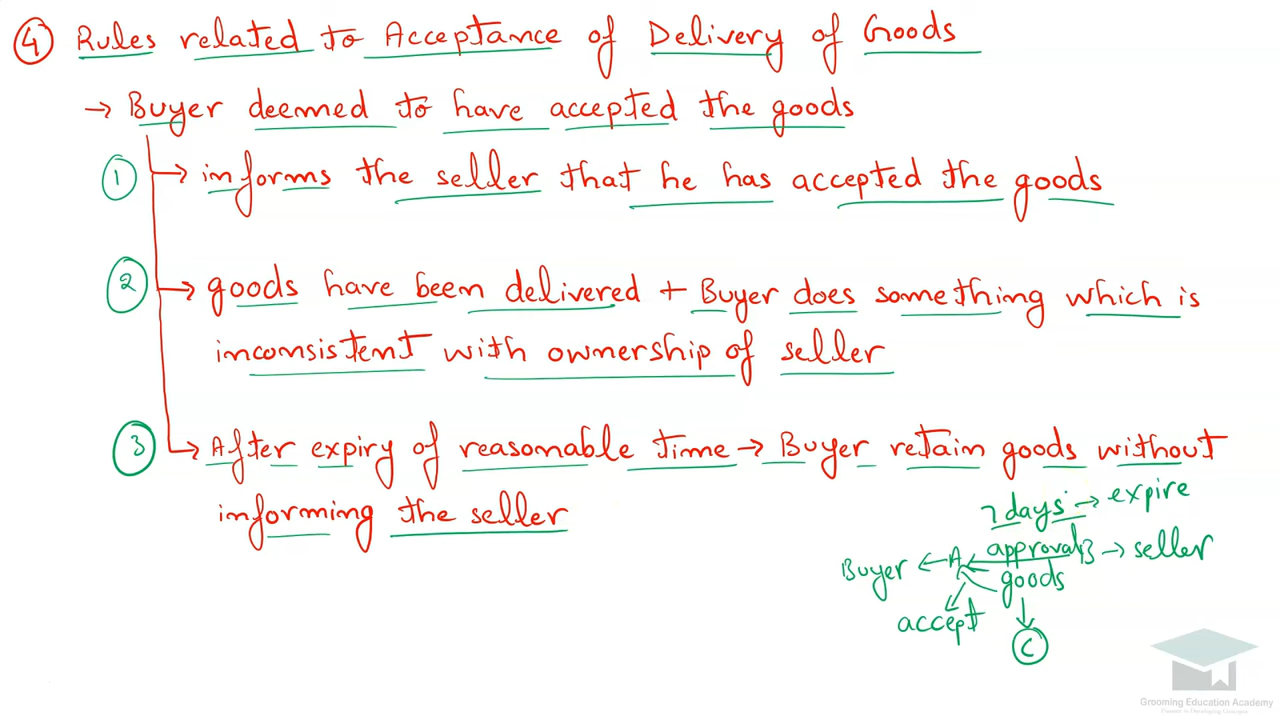 ④ Rules related to Acceptance of Delivery of Goods
→ Buyer deemed to have accepted the goods
① → informs the seller that he has accepted the goods
② → goods have been delivered + Buyer does something which is
inconsistent with ownership of seller
③ → After expiry of reasonable time → Buyer retain goods without
informing the seller
7 days → expire
Buyer ← A approval B → seller
goods
accept
C
Grooming Education Academy